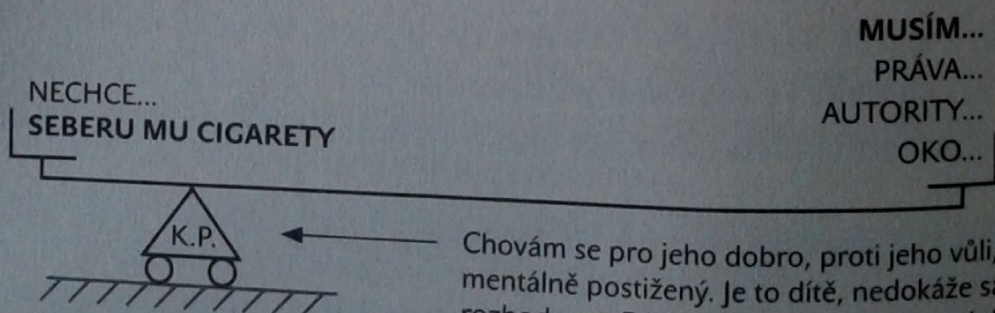 MUSÍM...
PRÁVA...
AUTORITY...
OKO...
NECHCE...
SEBERU MU CIGARETY
K.P.
Chovám se pro jeho dobro, proti jeho vůli,
mentálně postižený. Je to dítě, nedokáže